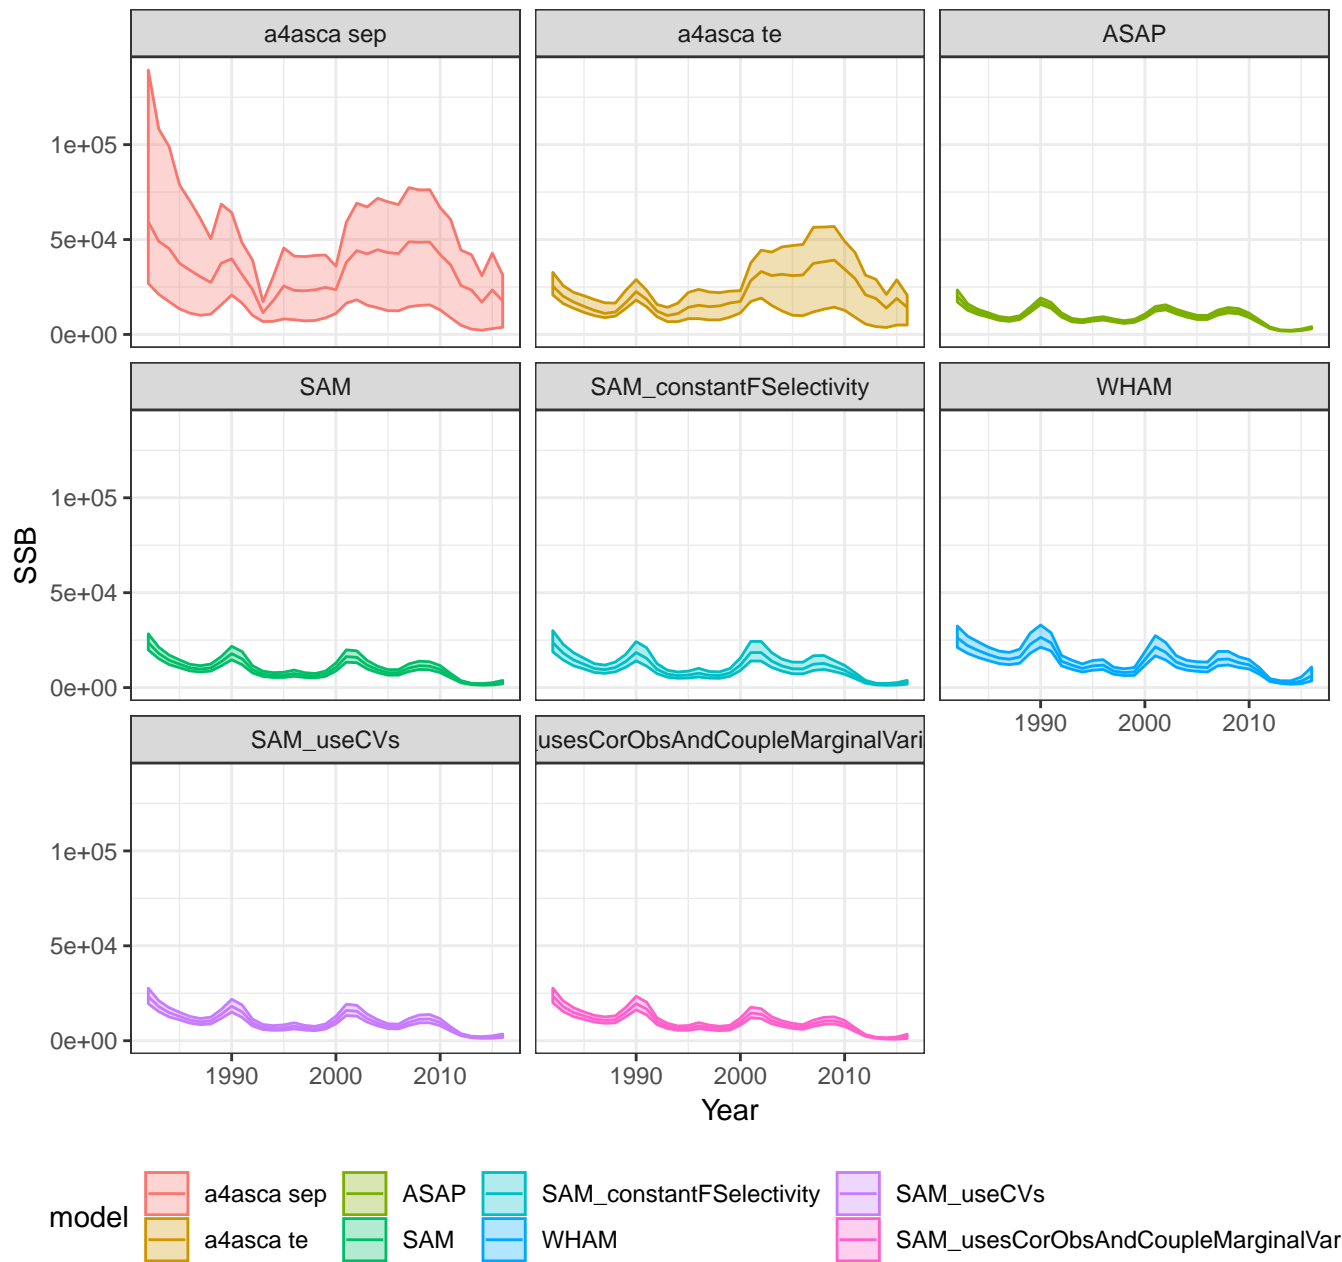 a4asca sep
a4asca te
ASAP
1e+05
5e+04
0e+00
SAM
SAM_constantFSelectivity
WHAM
1e+05
5e+04
0e+00
1990 2000 2010
SSB
SAM_useCVs
_usesCorObsAndCoupleMarginalVari
1e+05
5e+04
0e+00
1990 2000 2010
1990 2000 2010
Year
model
a4asca sep
ASAP
SAM_constantFSelectivity
SAM_useCVs
a4asca te
SAM
WHAM
SAM_usesCorObsAndCoupleMarginalVar